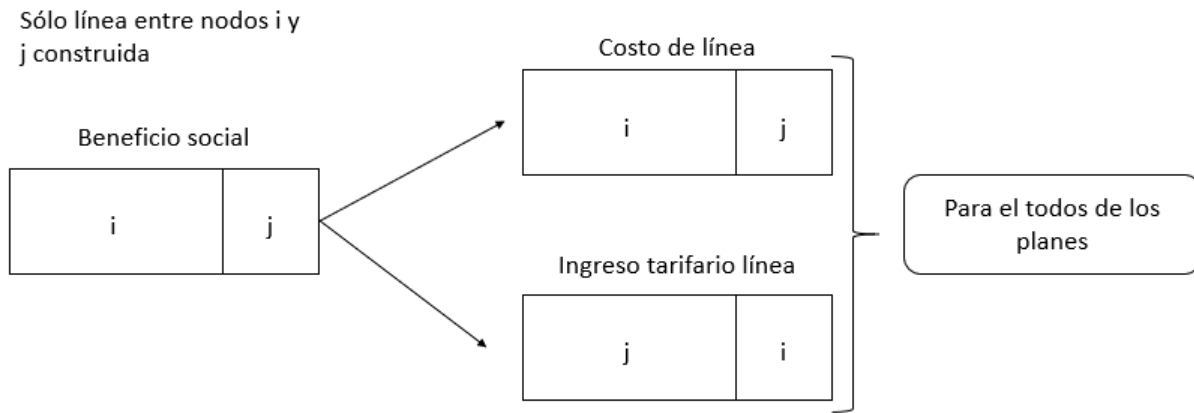 Sólo línea entre nodos i y
j construida
Beneficio social
i
j
Costo de línea
i
j
Ingreso tarifario línea
j
i
Para el todos de los
planes